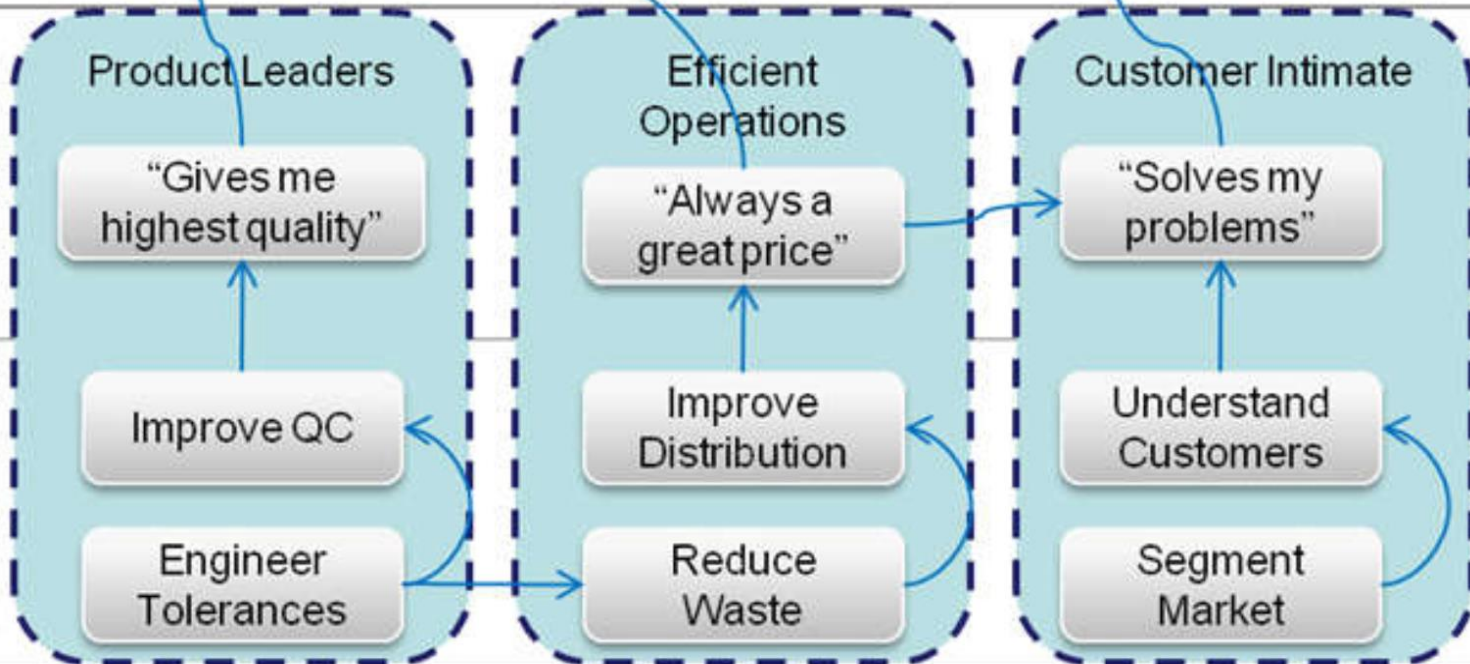 Product Leaders
“Gives me
highest quality”
Improve QC
Engineer
Tolerances
Efficient
Operations
“Always a
great price”
Improve
Distribution
Reduce
Waste
Customer Intimate
“Solves my
problems”
Understand
Customers
Segment
Market